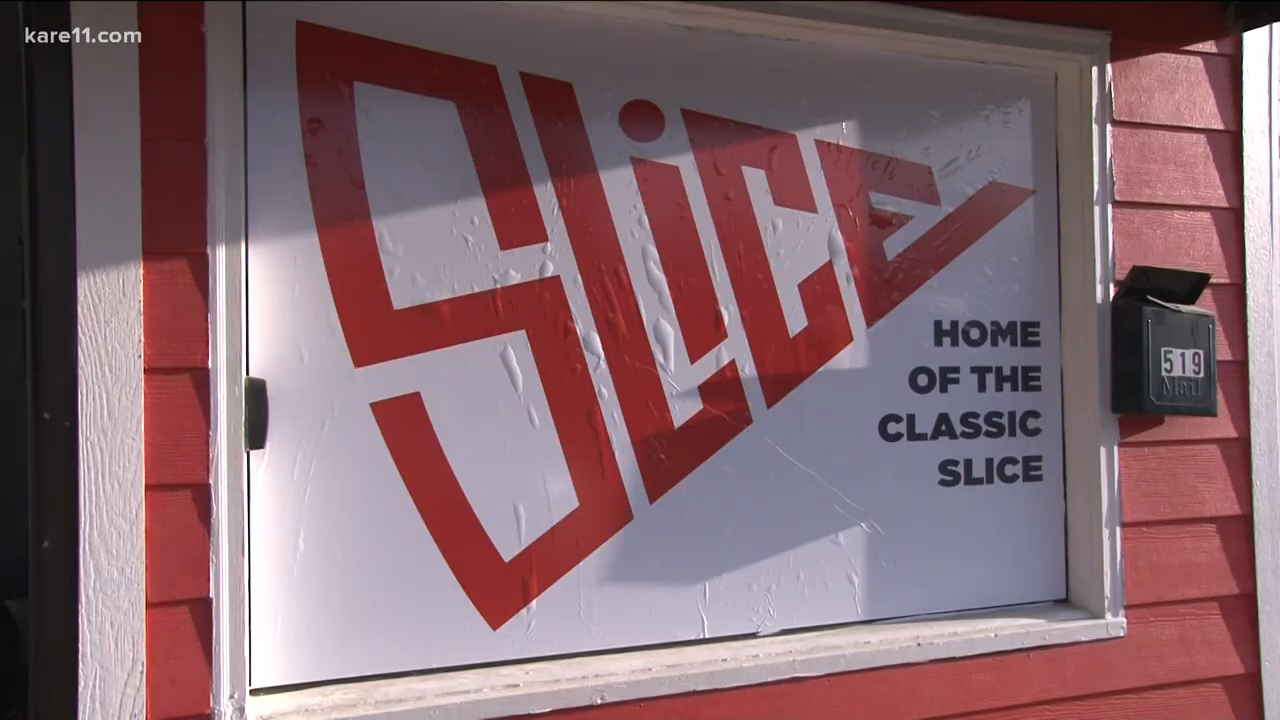 kare11.com
SLiCe
HOME
OF THE
CLASSIC
SLICE
519
Mail